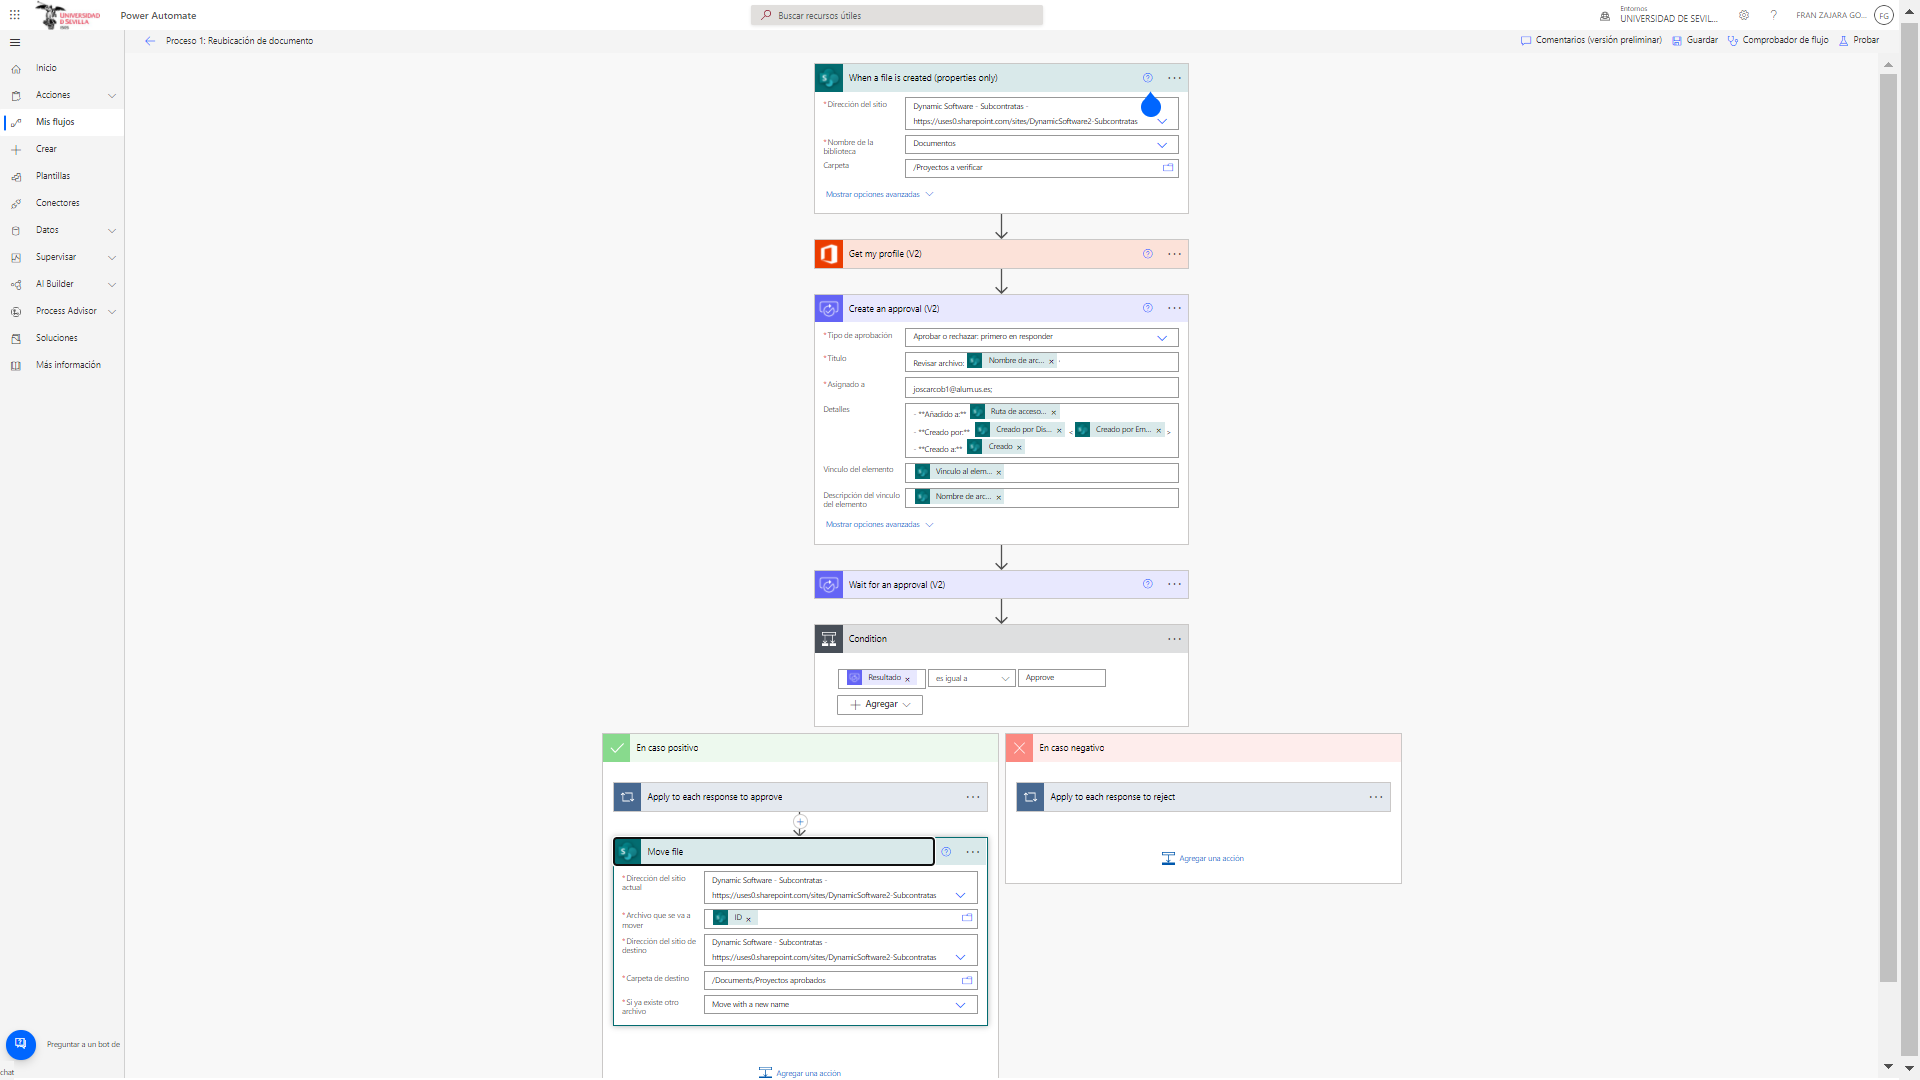 UNIVERSIDAD
D SEVILLA
Power Automate
Buscar recursos útiles
Entornos
UNIVERSIDAD DE SEVIL...
FRAN ZAJARA GO...
FG
Proceso 1: Reubicación de documento
Comentarios (versión preliminar)
Guardar
Comprobador de flujo
Probar
Inicio
Acciones
Mis flujos
Crear
Plantillas
Conectores
Datos
Supervisar
AI Builder
Process Advisor
Soluciones
Más información
Preguntar a un bot de
chat
When a file is created (properties only)
*Dirección del sitio
Dynamic Software - Subcontratas -
https://uses0.sharepoint.com/sites/DynamicSoftware2-Subcontratas
*Nombre de la
biblioteca
Documentos
Carpeta
/Proyectos a verificar
Mostrar opciones avanzadas
Get my profile (V2)
Create an approval (V2)
*Tipo de aprobación
Aprobar o rechazar: primero en responder
*Título
Revisar archivo: Nombre de arc... x
*Asignado a
joscarcob1@alum.us.es;
Detalles
- **Añadido a:** Ruta de acceso... x
- **Creado por:** Creado por Dis... x < Creado por Em... x >
- **Creado a:** Creado x
Vínculo del elemento
Vínculo al elem... x
Descripción del vínculo
del elemento
Nombre de arc... x
Mostrar opciones avanzadas
Wait for an approval (V2)
Condition
Resultado x
es igual a
Approve
Agregar
En caso positivo
Apply to each response to approve
Move file
*Dirección del sitio
actual
Dynamic Software - Subcontratas -
https://uses0.sharepoint.com/sites/DynamicSoftware2-Subcontratas
*Archivo que se va a
mover
ID x
*Dirección del sitio de
destino
Dynamic Software - Subcontratas -
https://uses0.sharepoint.com/sites/DynamicSoftware2-Subcontratas
*Carpeta de destino
/Documents/Proyectos aprobados
*Si ya existe otro
archivo
Move with a new name
Agregar una acción
En caso negativo
Apply to each response to reject
Agregar una acción